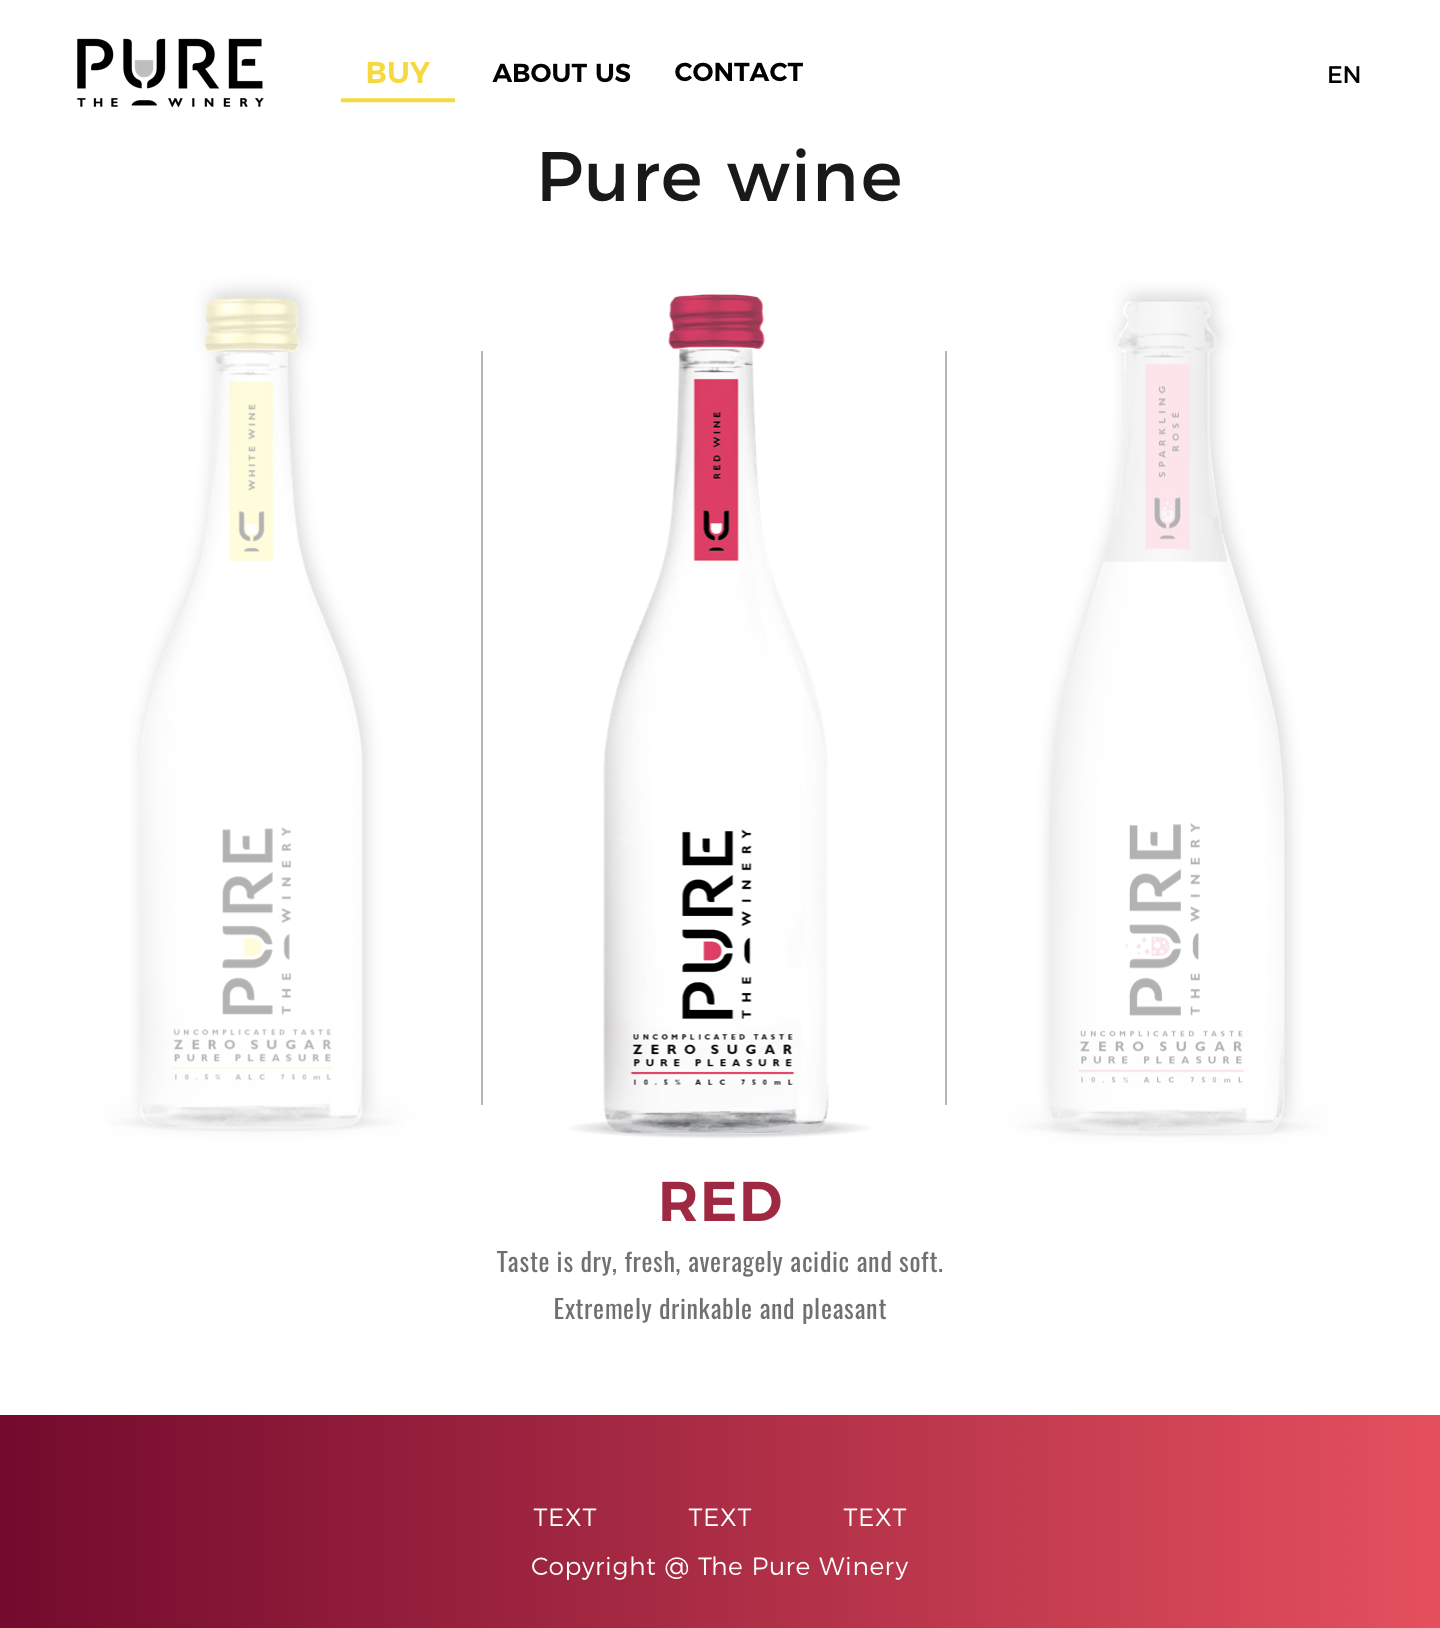 PURE
THE WINERY
BUY
ABOUT US
CONTACT
EN
Pure wine
WHITE WINE
PURE
THE WINERY
UNCOMPLICATED TASTE
ZERO SUGAR
PURE PLEASURE
10.5% ALC 750mL
RED WINE
PURE
THE WINERY
UNCOMPLICATED TASTE
ZERO SUGAR
PURE PLEASURE
10.5% ALC 750mL
SPARKLING
ROSÉ
PURE
THE WINERY
UNCOMPLICATED TASTE
ZERO SUGAR
PURE PLEASURE
10.5% ALC 750mL
RED
Taste is dry, fresh, averagely acidic and soft.
Extremely drinkable and pleasant
TEXT TEXT TEXT
Copyright @ The Pure Winery